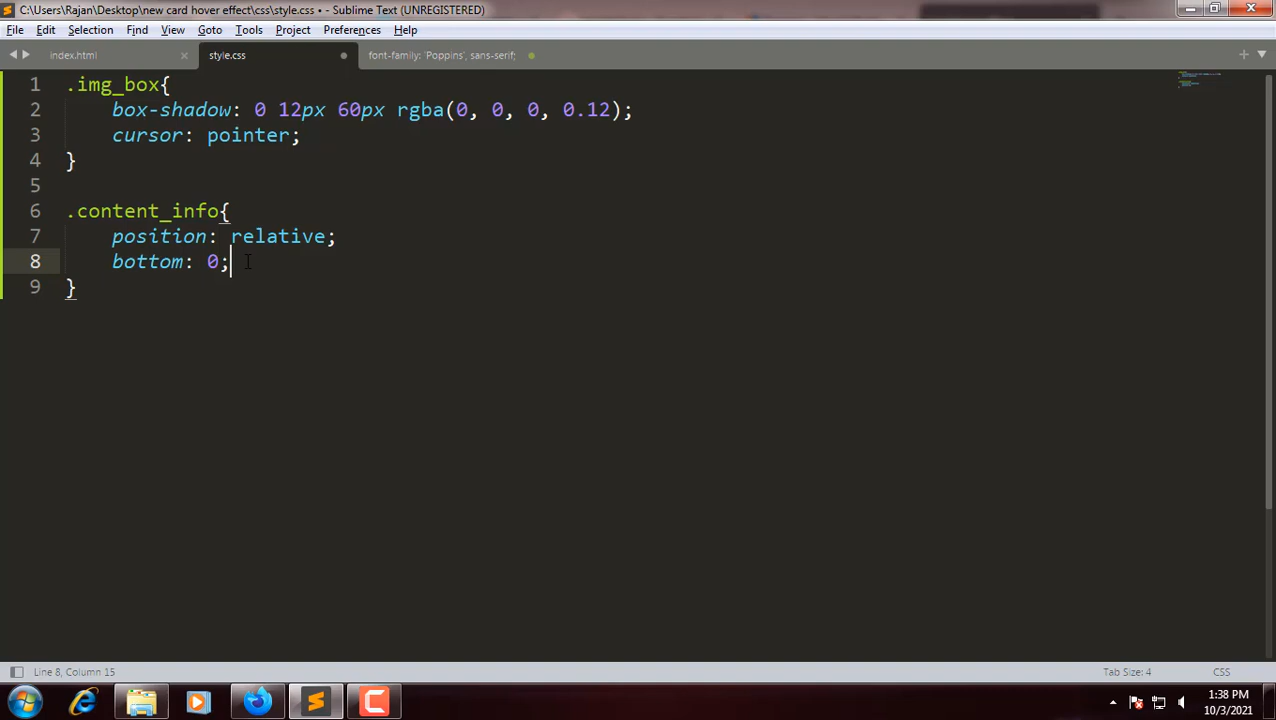 C:\Users\Rajan\Desktop\new card hover effect\css\style.css • - Sublime Text (UNREGISTERED)
File Edit Selection Find View Goto Tools Project Preferences Help
index.html style.css font-family: 'Poppins', sans-serif;
1 .img_box{
2 box-shadow: 0 12px 60px rgba(0, 0, 0, 0.12);
3 cursor: pointer;
4 }
5
6 .content_info{
7 position: relative;
8 bottom: 0;
9 }
Line 8, Column 15 Tab Size: 4 CSS
1:38 PM
10/3/2021